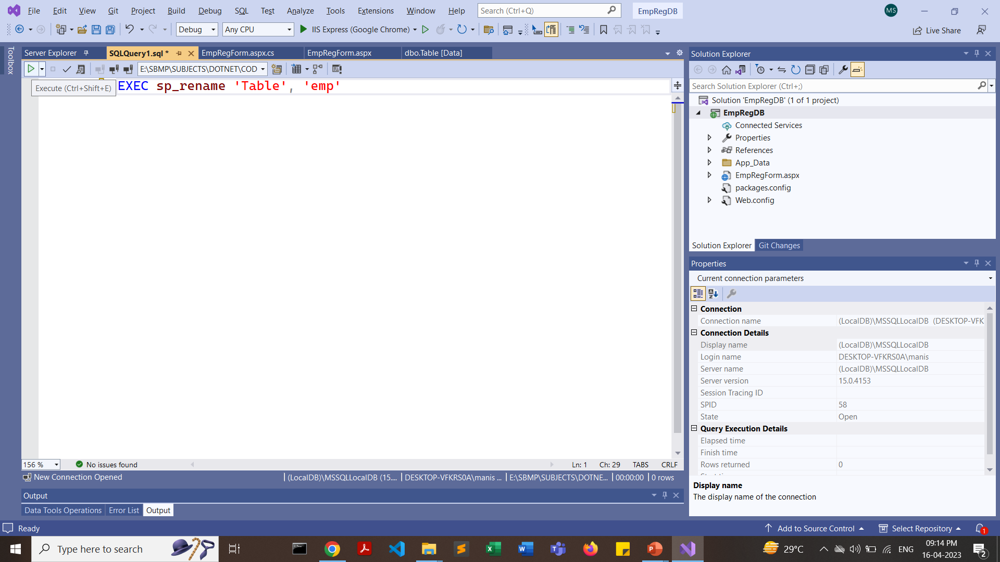 File Edit View Git Project Build Debug SQL Test Analyze Tools Extensions Window Help Search (Ctrl+Q) EmpRegDB MS
Debug Any CPU IIS Express (Google Chrome) Live Share
Toolbox
Server Explorer SQLQuery1.sql * EmpRegForm.aspx.cs EmpRegForm.aspx dbo.Table [Data]
E:\SBMP\SUBJECTS\DOTNET\COD
Execute (Ctrl+Shift+E)
EXEC sp_rename 'Table', 'emp'
156 % No issues found Ln: 1 Ch: 29 TABS CRLF
New Connection Opened (LocalDB)\MSSQLLocalDB (15.... DESKTOP-VFKRS0A\manis ... E:\SBMP\SUBJECTS\DOTNE... 00:00:00 0 rows
Output
Data Tools Operations Error List Output
Solution Explorer
Search Solution Explorer (Ctrl+;)
Solution 'EmpRegDB' (1 of 1 project)
EmpRegDB
Connected Services
Properties
References
App_Data
EmpRegForm.aspx
packages.config
Web.config
Solution Explorer Git Changes
Properties
Current connection parameters
Connection
Connection name (LocalDB)\MSSQLLocalDB (DESKTOP-VFK
Connection Details
Display name (LocalDB)\MSSQLLocalDB
Login name DESKTOP-VFKRS0A\manis
Server name (LocalDB)\MSSQLLocalDB
Server version 15.0.4153
Session Tracing ID
SPID 58
State Open
Query Execution Details
Elapsed time
Finish time
Rows returned 0
Display name
The display name of the connection
Ready Add to Source Control Select Repository 1
Type here to search 29°C ENG 09:14 PM
16-04-2023 2